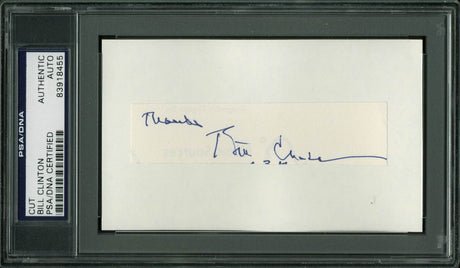 PSA/DNA
CUT
BILL CLINTON
PSA/DNA CERTIFIED
AUTHENTIC
AUTO
83918455
Thanks
Bill Clinton